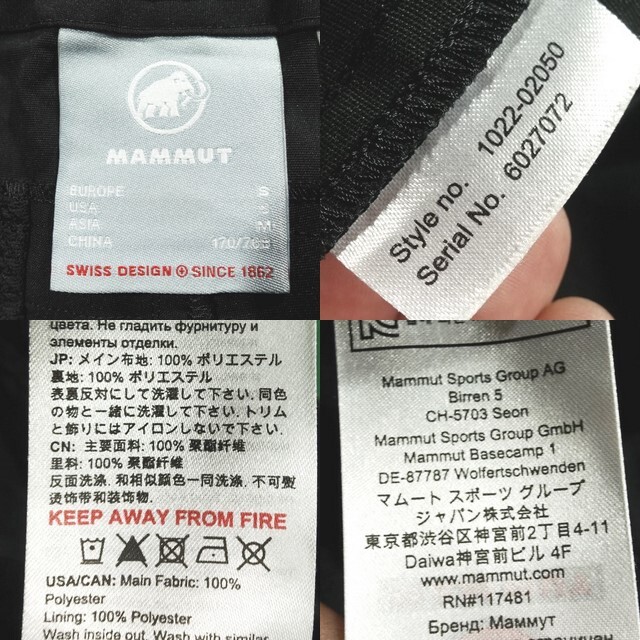 MAMMUT
EUROPE S
USA
ASIA M
CHINA
SWISS DESIGN SINCE 1862
Style no. 1022-02050
Serial No. 6027072
цвета. Не гладить фурнитуру и
элементы отделки.
JP: メイン布地: 100% ポリエステル
裏地: 100% ポリエステル
表裏反対にして洗濯して下さい. 同色
の物と一緒に洗濯して下さい. トリム
と飾りにはアイロンしないで下さい.
CN: 主要面料: 100% 聚酯纤维
里料: 100% 聚酯纤维
反面洗涤. 和相似颜色一同洗涤. 不可熨
烫饰带和装饰物.
KEEP AWAY FROM FIRE
USA/CAN: Main Fabric: 100%
Polyester
Lining: 100% Polyester
Wash inside out. Wash with similar
Mammut Sports Group AG
Birren 5
CH-5703 Seon
Mammut Sports Group GmbH
Mammut Basecamp 1
DE-87787 Wolfertschwenden
マムート スポーツ グループ
ジャパン株式会社
東京都渋谷区神宮前2丁目4-11
Daiwa神宮前ビル 4F
www.mammut.com
RN#117481
Бренд: Маммут